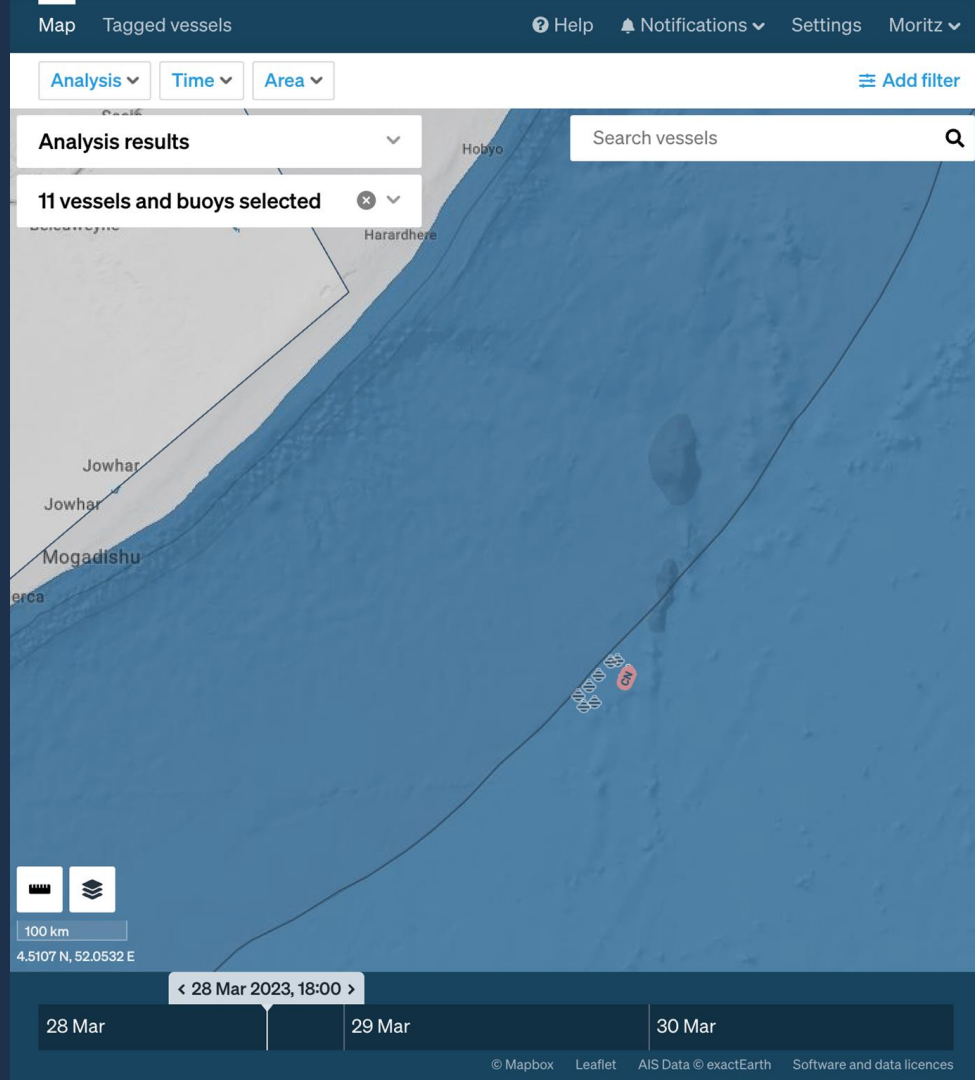 Map Tagged vessels Help Notifications Settings Moritz
Analysis Time Area Add filter
Analysis results
Search vessels
11 vessels and buoys selected
Hobyo
Harardhere
Jowhar
Jowhar
Mogadishu
erca
CN
100 km
4.5107 N, 52.0532 E
< 28 Mar 2023, 18:00 >
28 Mar 29 Mar 30 Mar
© Mapbox Leaflet AIS Data © exactEarth Software and data licences